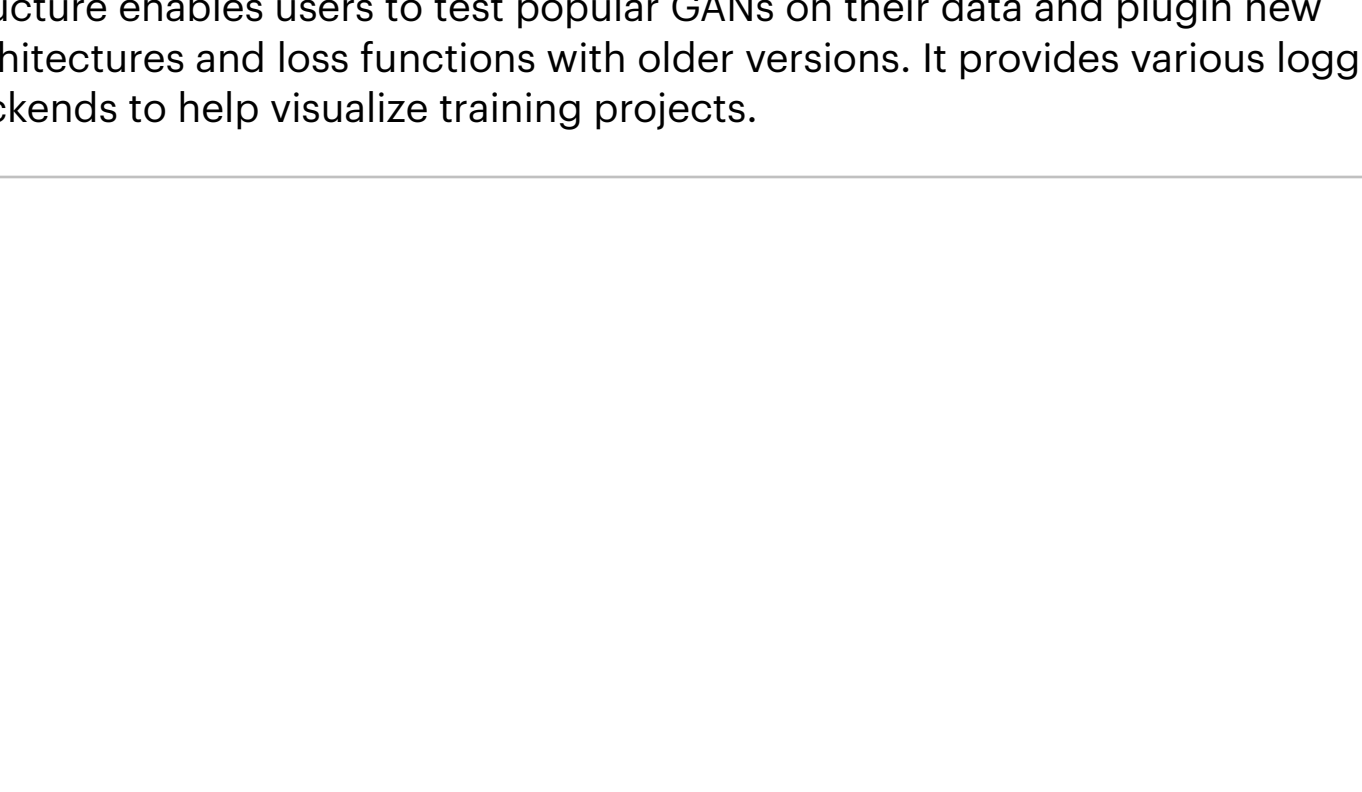 ucture enables users to test popular GANs on their data and plugin new
hitectures and loss functions with older versions. It provides various logg
ckends to help visualize training projects.